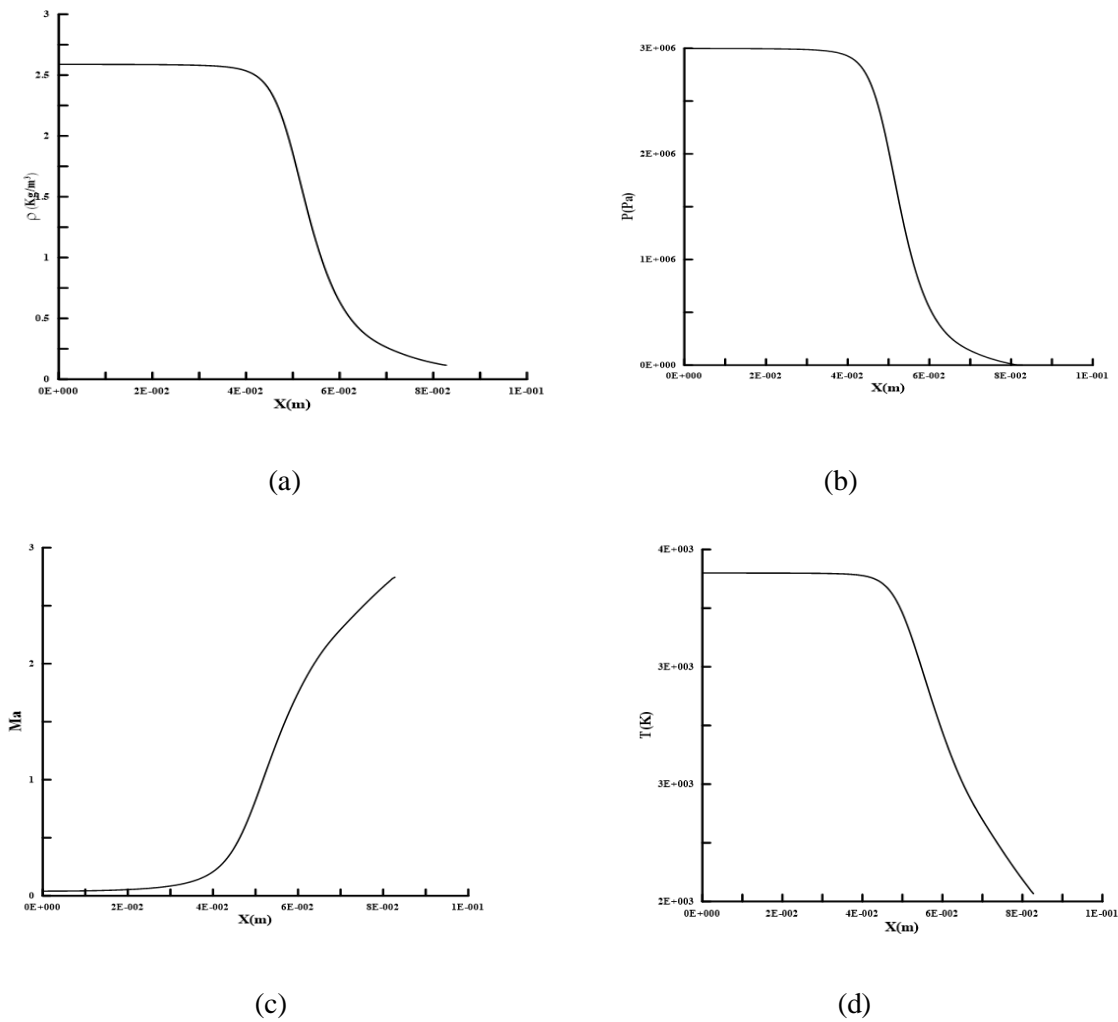 3
2.5
2
1.5
1
0.5
0
ρ (Kg/m³)
0E+000 2E-002 4E-002 6E-002 8E-002 1E-001
X(m)
(a)
3E+006
2E+006
1E+006
0E+000
P(Pa)
0E+000 2E-002 4E-002 6E-002 8E-002 1E-001
X(m)
(b)
3
2
1
0
Ma
0E+000 2E-002 4E-002 6E-002 8E-002 1E-001
X(m)
(c)
4E+003
3E+003
3E+003
2E+003
T(K)
0E+000 2E-002 4E-002 6E-002 8E-002 1E-001
X(m)
(d)